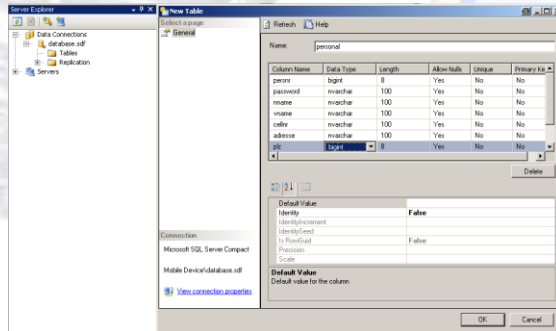 Server Explorer
Data Connections
database.sdf
Tables
Replication
Servers
New Table
Select a page
General
Connection
Microsoft SQL Server Compact
Mobile Device\database.sdf
View connection properties
Refresh Help
Name: personal
Column Name Data Type Length Allow Nulls Unique Primary Ke
persnr bigint 8 Yes No No
password nvarchar 100 Yes No No
nname nvarchar 100 Yes No No
vname nvarchar 100 Yes No No
cellnr nvarchar 100 Yes No No
adresse nvarchar 100 Yes No No
plz bigint 8 Yes No No
Delete
Default Value
Identity False
IdentityIncrement
IdentitySeed
Is RowGuid False
Precision
Scale
Default Value
Default value for the column
OK Cancel